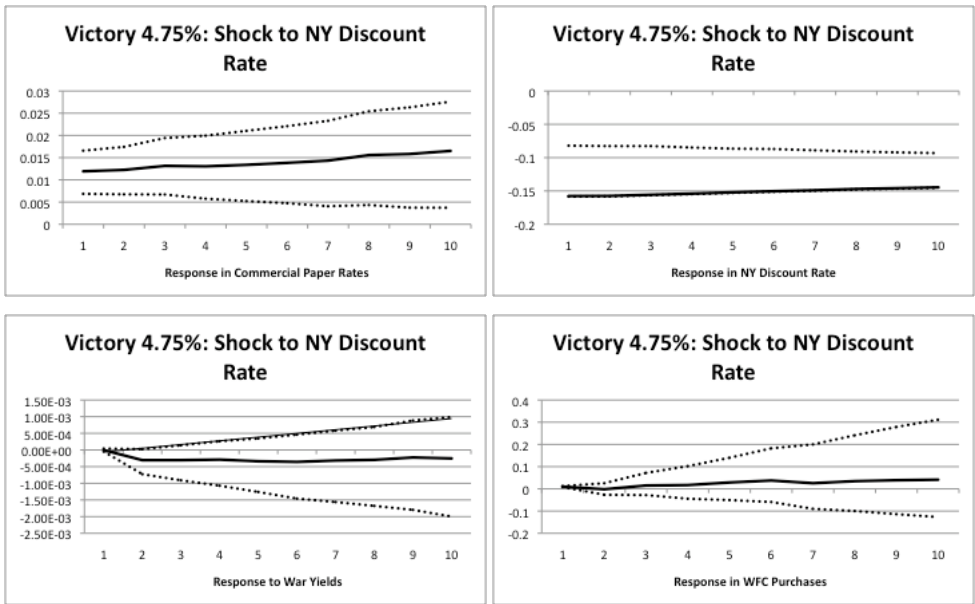 Victory 4.75%: Shock to NY Discount
Rate
0.03
0.025
0.02
0.015
0.01
0.005
0
1 2 3 4 5 6 7 8 9 10
Response in Commercial Paper Rates
Victory 4.75%: Shock to NY Discount
Rate
0
-0.05
-0.1
-0.15
-0.2
1 2 3 4 5 6 7 8 9 10
Response in NY Discount Rate
Victory 4.75%: Shock to NY Discount
Rate
1.50E-03
1.00E-03
5.00E-04
0.00E+00
-5.00E-04
-1.00E-03
-1.50E-03
-2.00E-03
-2.50E-03
1 2 3 4 5 6 7 8 9 10
Response to War Yields
Victory 4.75%: Shock to NY Discount
Rate
0.4
0.3
0.2
0.1
0
-0.1
-0.2
1 2 3 4 5 6 7 8 9 10
Response in WFC Purchases